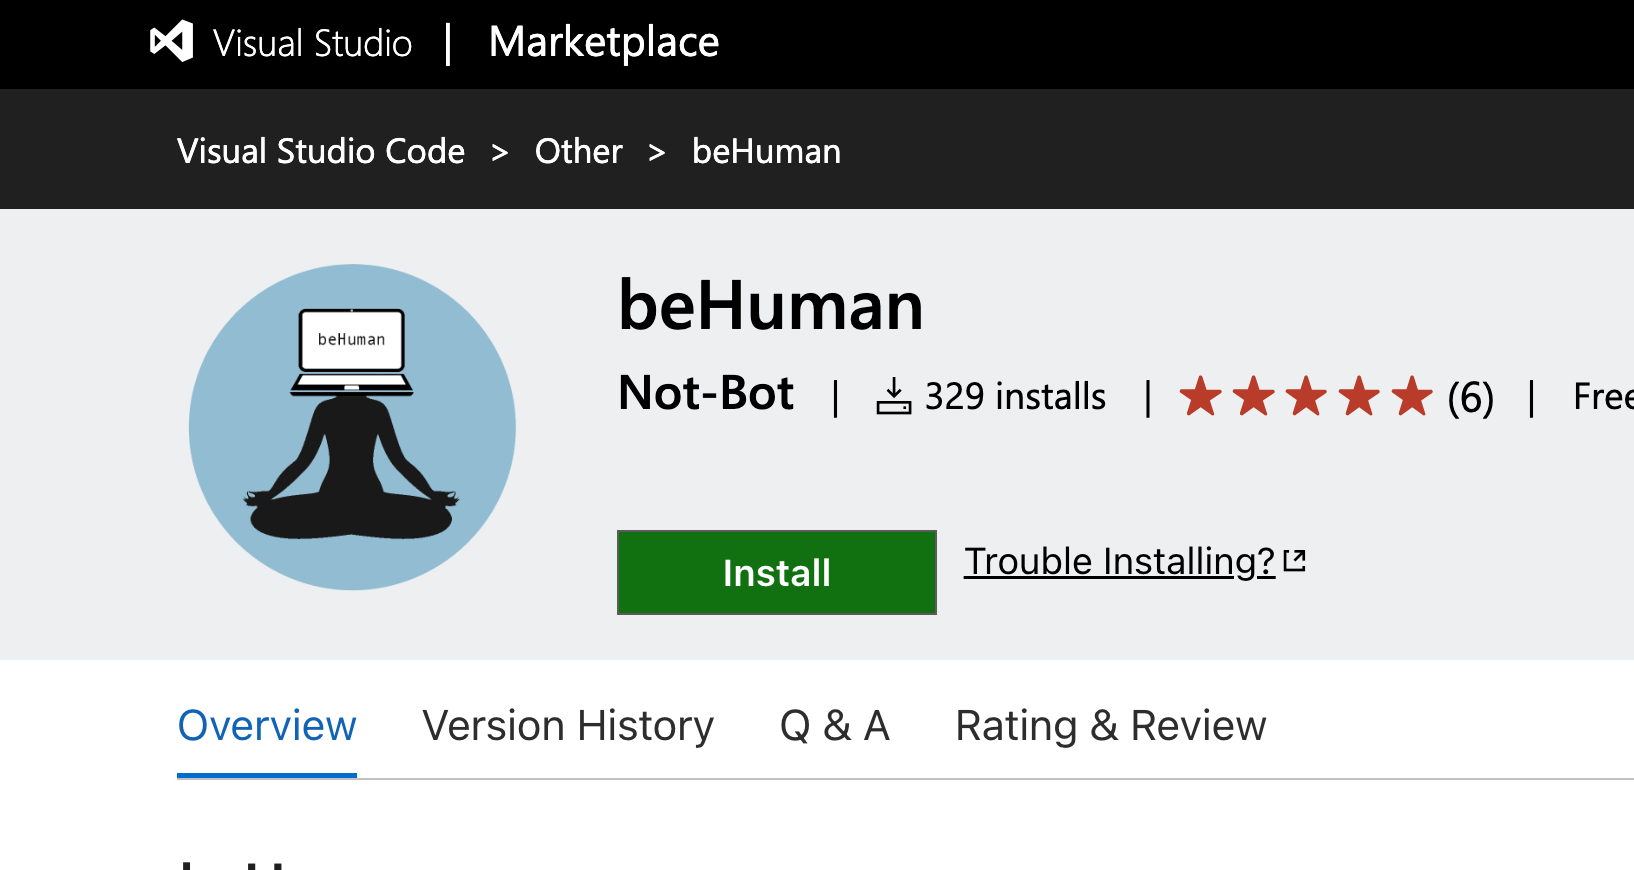 Visual Studio | Marketplace
Visual Studio Code > Other > beHuman
beHuman
beHuman
Not-Bot | 329 installs | (6) | Free
Install
Trouble Installing?
Overview Version History Q & A Rating & Review